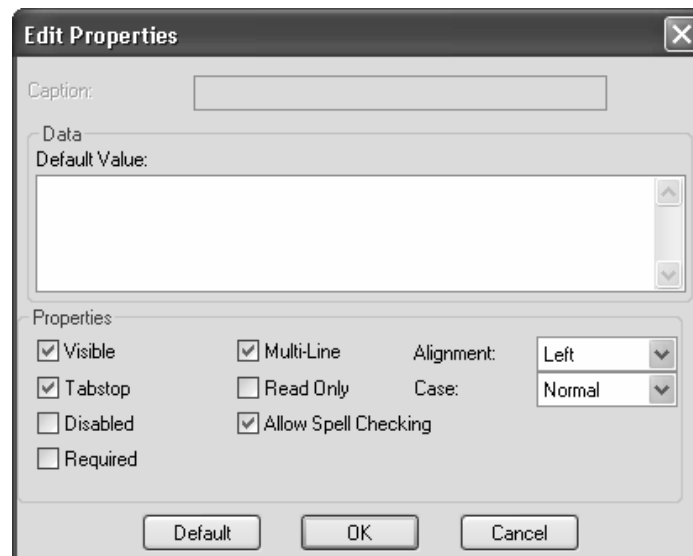 Edit Properties
Caption:
Data
Default Value:
Properties
Visible Multi-Line Alignment: Left
Tabstop Read Only Case: Normal
Disabled Allow Spell Checking
Required
Default OK Cancel